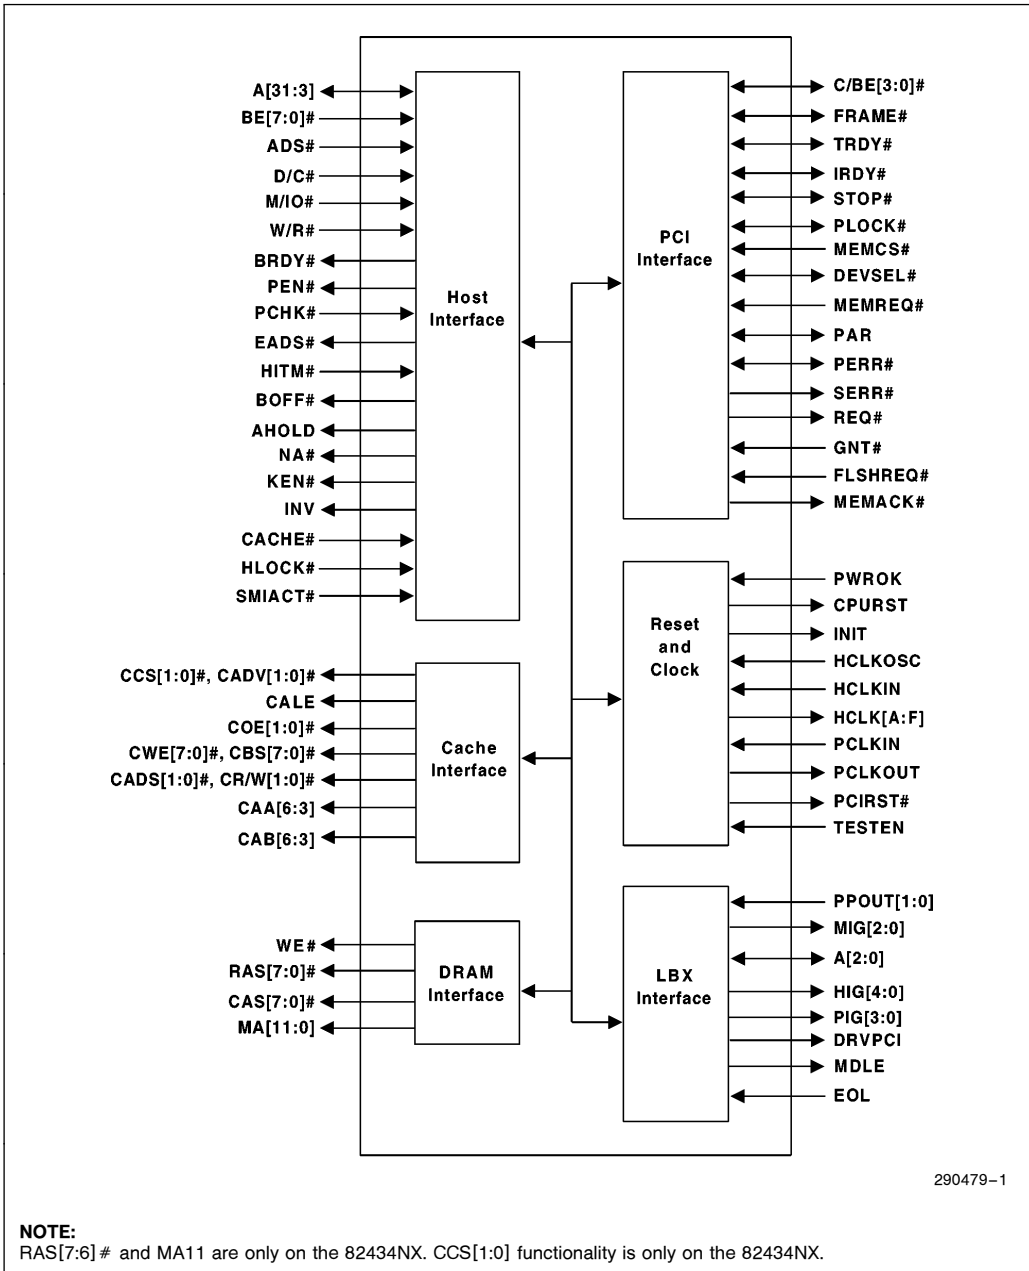 A[31:3]
BE[7:0]#
ADS#
D/C#
M/IO#
W/R#
BRDY#
PEN#
PCHK#
EADS#
HITM#
BOFF#
AHOLD
NA#
KEN#
INV
CACHE#
HLOCK#
SMIACT#
Host
Interface
CCS[1:0]#, CADV[1:0]#
CALE
COE[1:0]#
CWE[7:0]#, CBS[7:0]#
CADS[1:0]#, CR/W[1:0]#
CAA[6:3]
CAB[6:3]
Cache
Interface
WE#
RAS[7:0]#
CAS[7:0]#
MA[11:0]
DRAM
Interface
PCI
Interface
C/BE[3:0]#
FRAME#
TRDY#
IRDY#
STOP#
PLOCK#
MEMCS#
DEVSEL#
MEMREQ#
PAR
PERR#
SERR#
REQ#
GNT#
FLSHREQ#
MEMACK#
Reset
and
Clock
PWROK
CPURST
INIT
HCLKOSC
HCLKIN
HCLK[A:F]
PCLKIN
PCLKOUT
PCIRST#
TESTEN
LBX
Interface
PPOUT[1:0]
MIG[2:0]
A[2:0]
HIG[4:0]
PIG[3:0]
DRVPCI
MDLE
EOL
290479–1
NOTE:
RAS[7:6]# and MA11 are only on the 82434NX. CCS[1:0] functionality is only on the 82434NX.